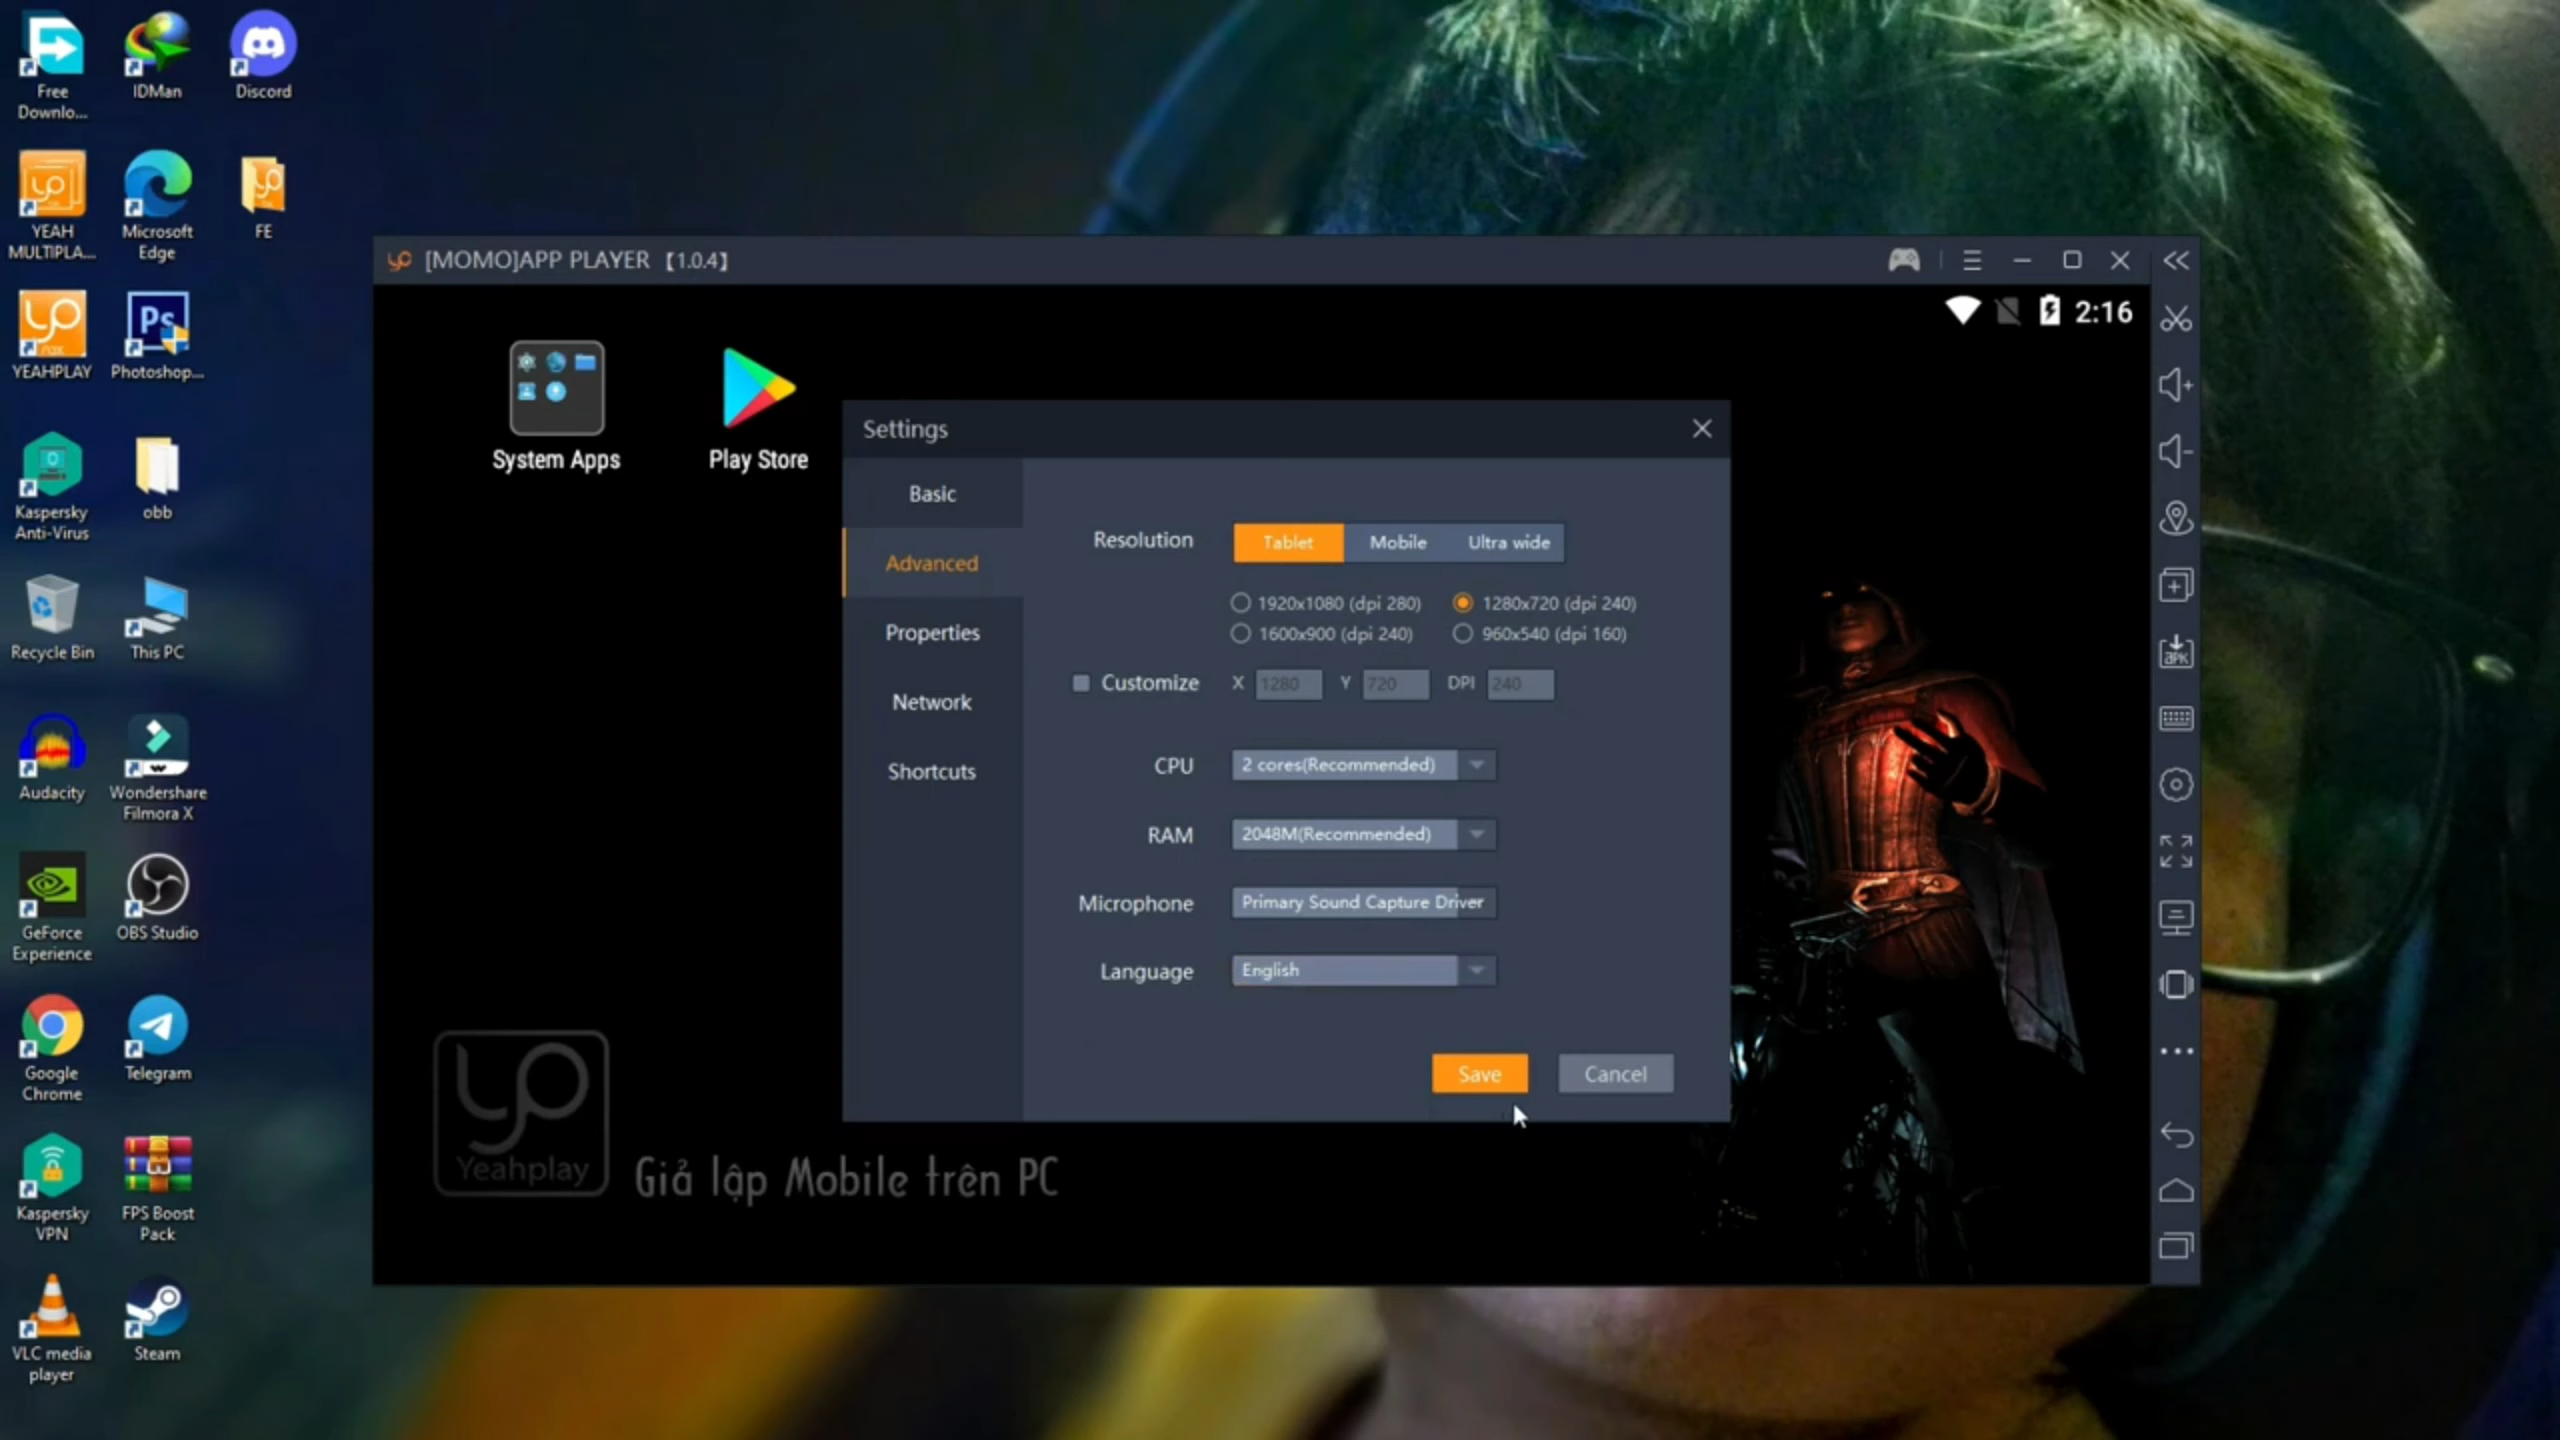 Free
Downlo...
IDMan
Discord
YEAH
MULTIPLA...
Microsoft
Edge
FE
YEAHPLAY
Photoshop...
Ps
Kaspersky
Anti-Virus
obb
Recycle Bin
This PC
Audacity
Wondershare
Filmora X
GeForce
Experience
OBS Studio
Google
Chrome
Telegram
Kaspersky
VPN
FPS Boost
Pack
VLC media
player
Steam
[MOMO]APP PLAYER 【1.0.4】
2:16
System Apps
Play Store
Settings
Basic
Advanced
Properties
Network
Shortcuts
Resolution
Tablet
Mobile
Ultra wide
1920x1080 (dpi 280)
1280x720 (dpi 240)
1600x900 (dpi 240)
960x540 (dpi 160)
Customize
X 1280 Y 720 DPI 240
CPU
2 cores(Recommended)
RAM
2048M(Recommended)
Microphone
Primary Sound Capture Driver
Language
English
Save
Cancel
APK
Yeahplay
Giả lập Mobile trên PC